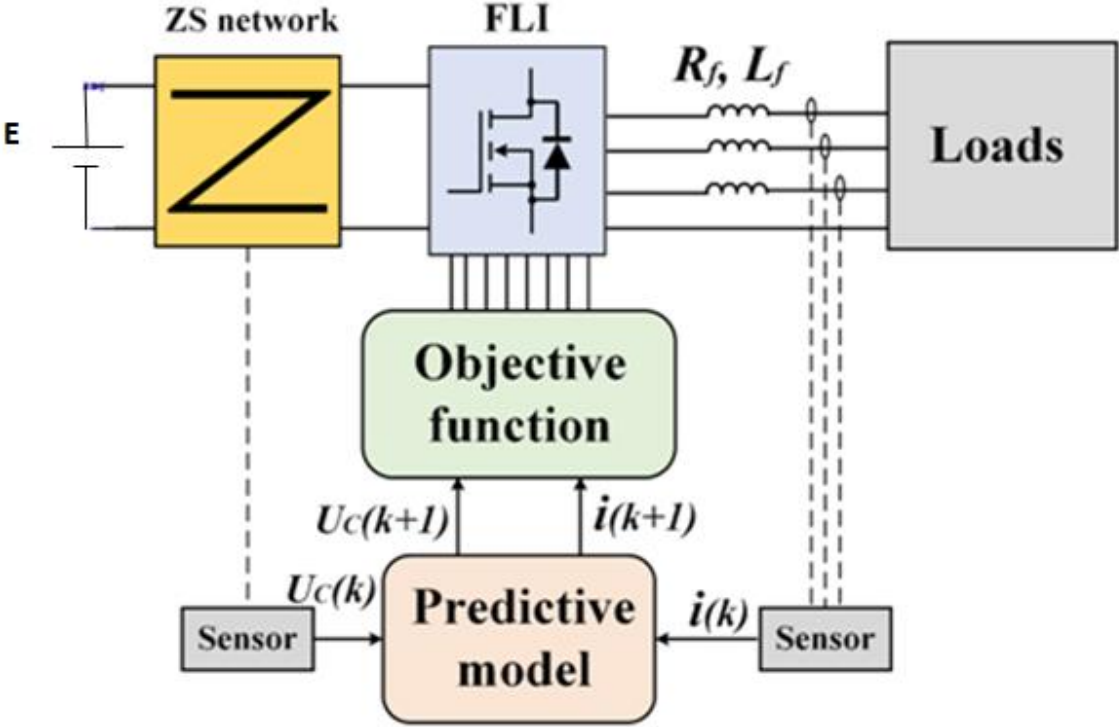 ZS network
FLI
Rf, Lf
E
Loads
Objective
function
UC(k+1)
i(k+1)
UC(k)
Predictive
model
i(k)
Sensor
Sensor